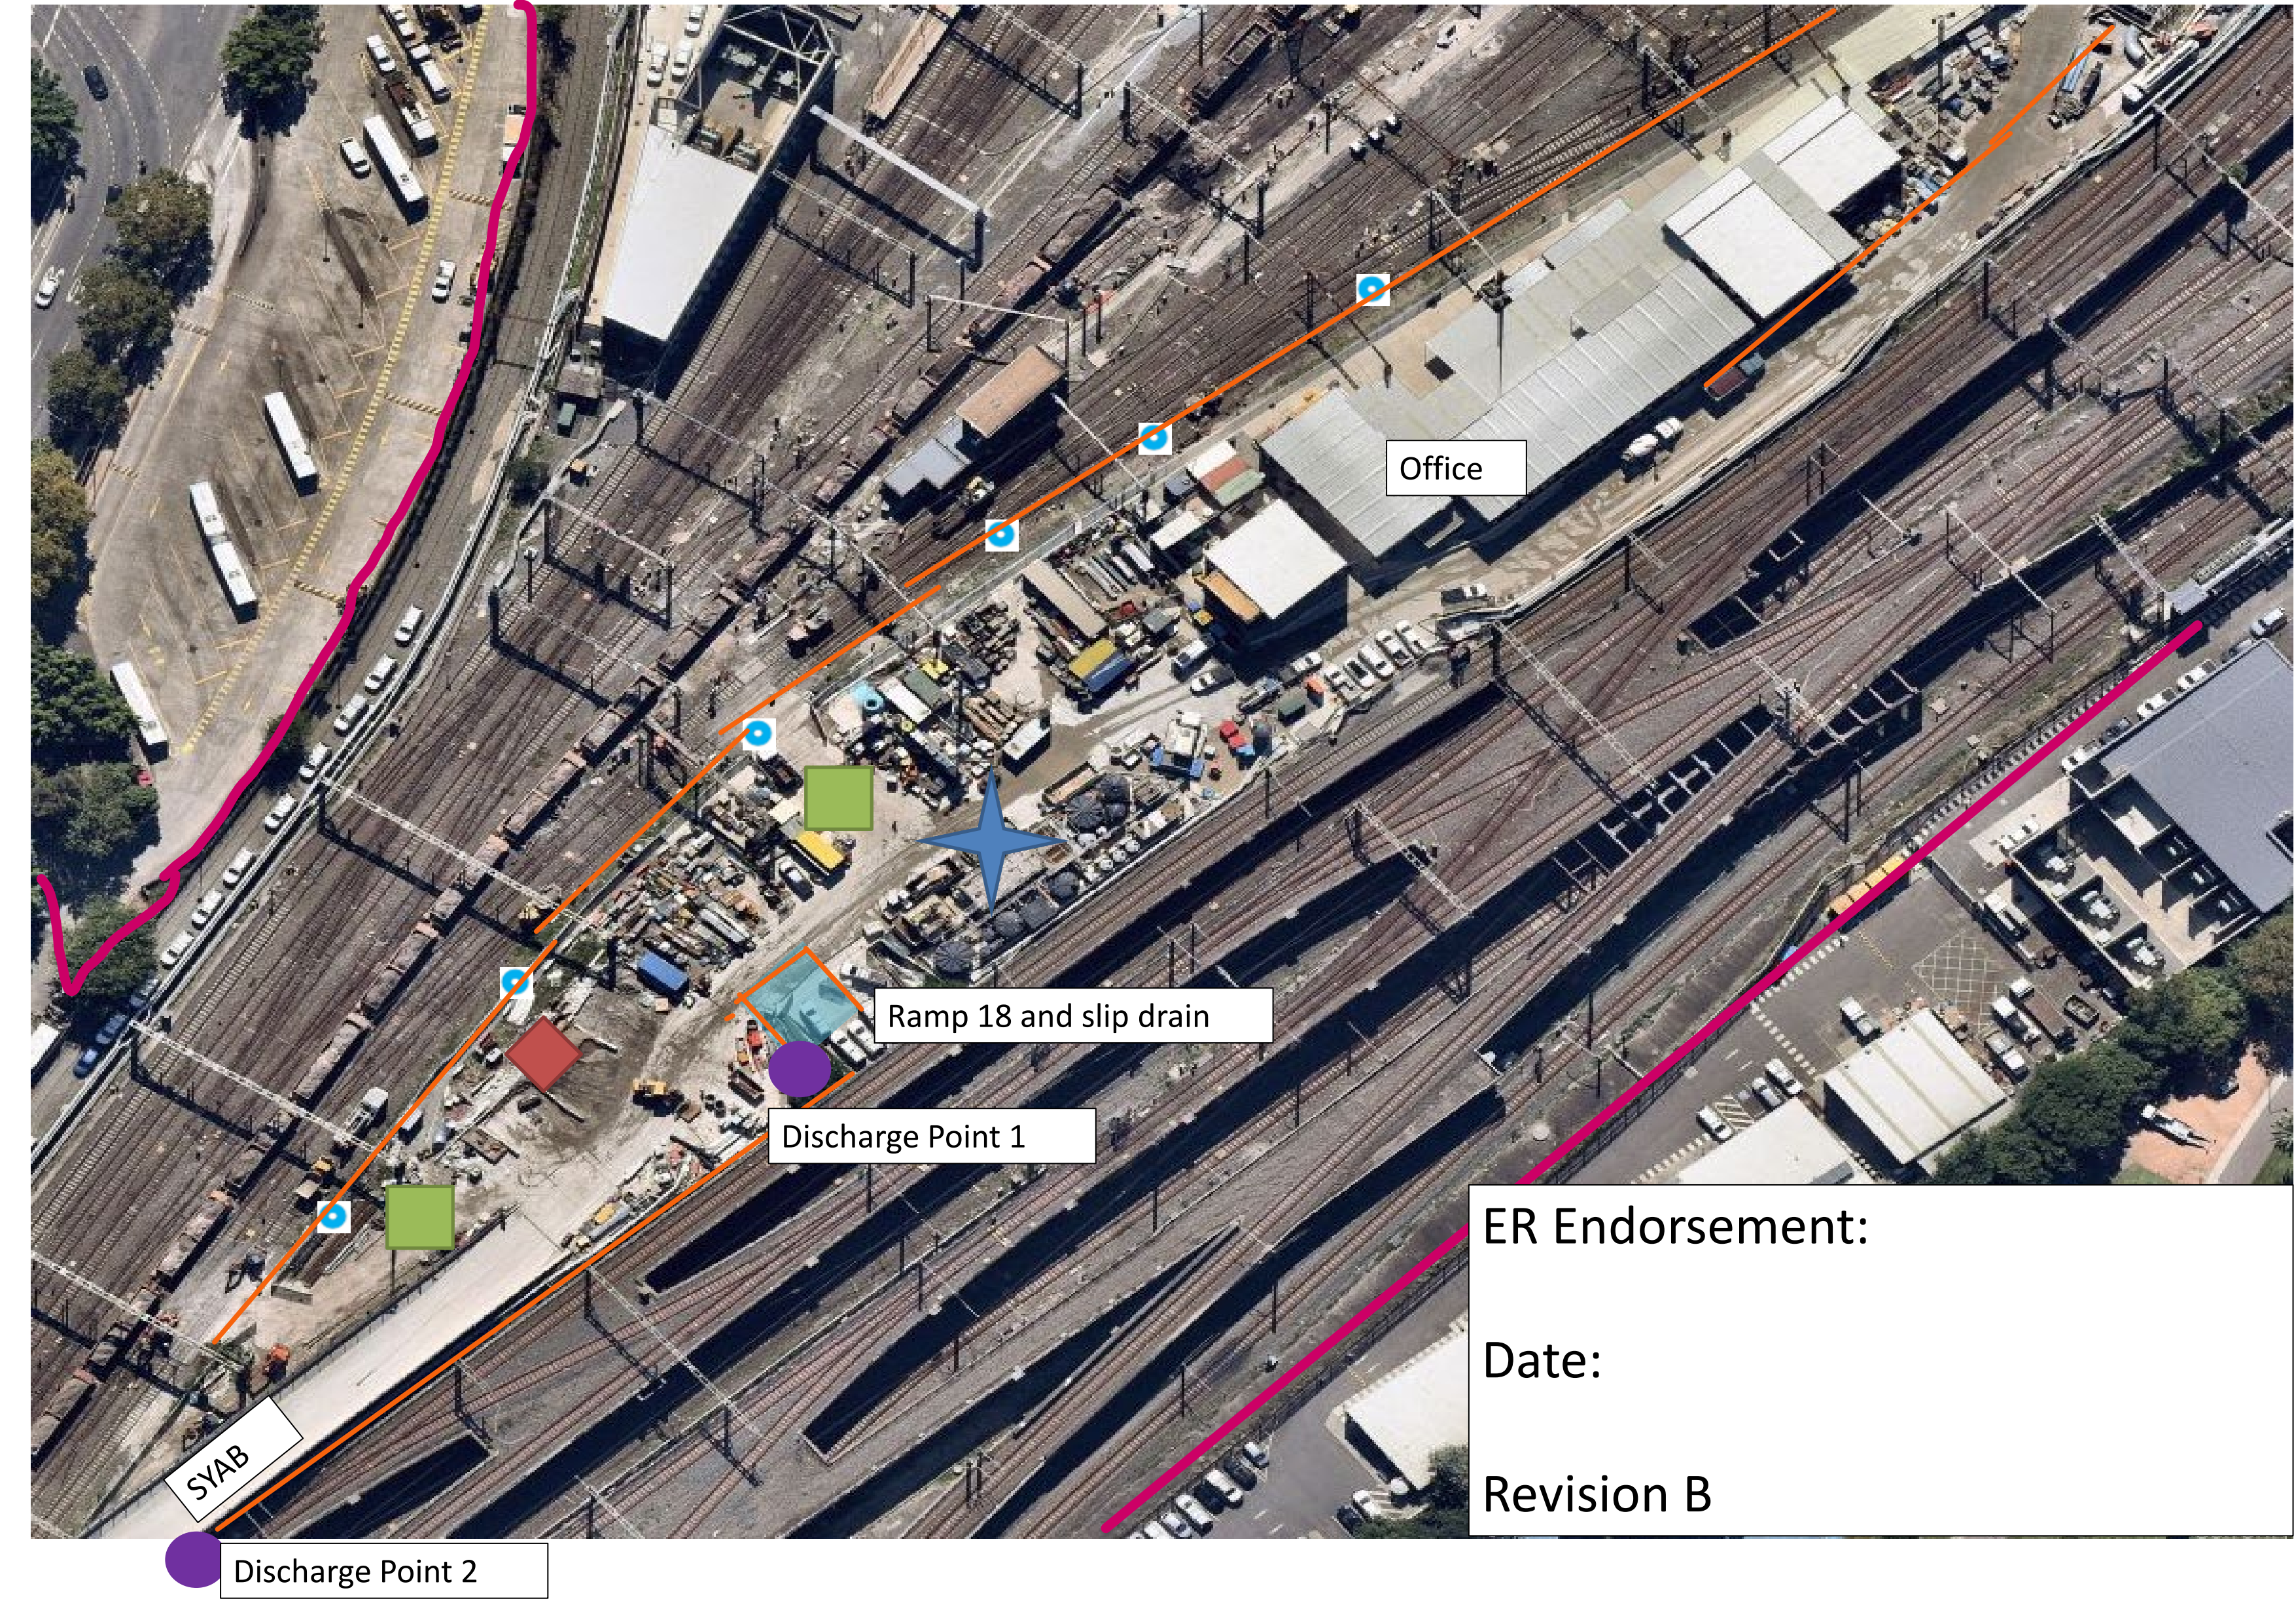 Office
Ramp 18 and slip drain
Discharge Point 1
ER Endorsement:
Date:
Revision B
SYAB
Discharge Point 2